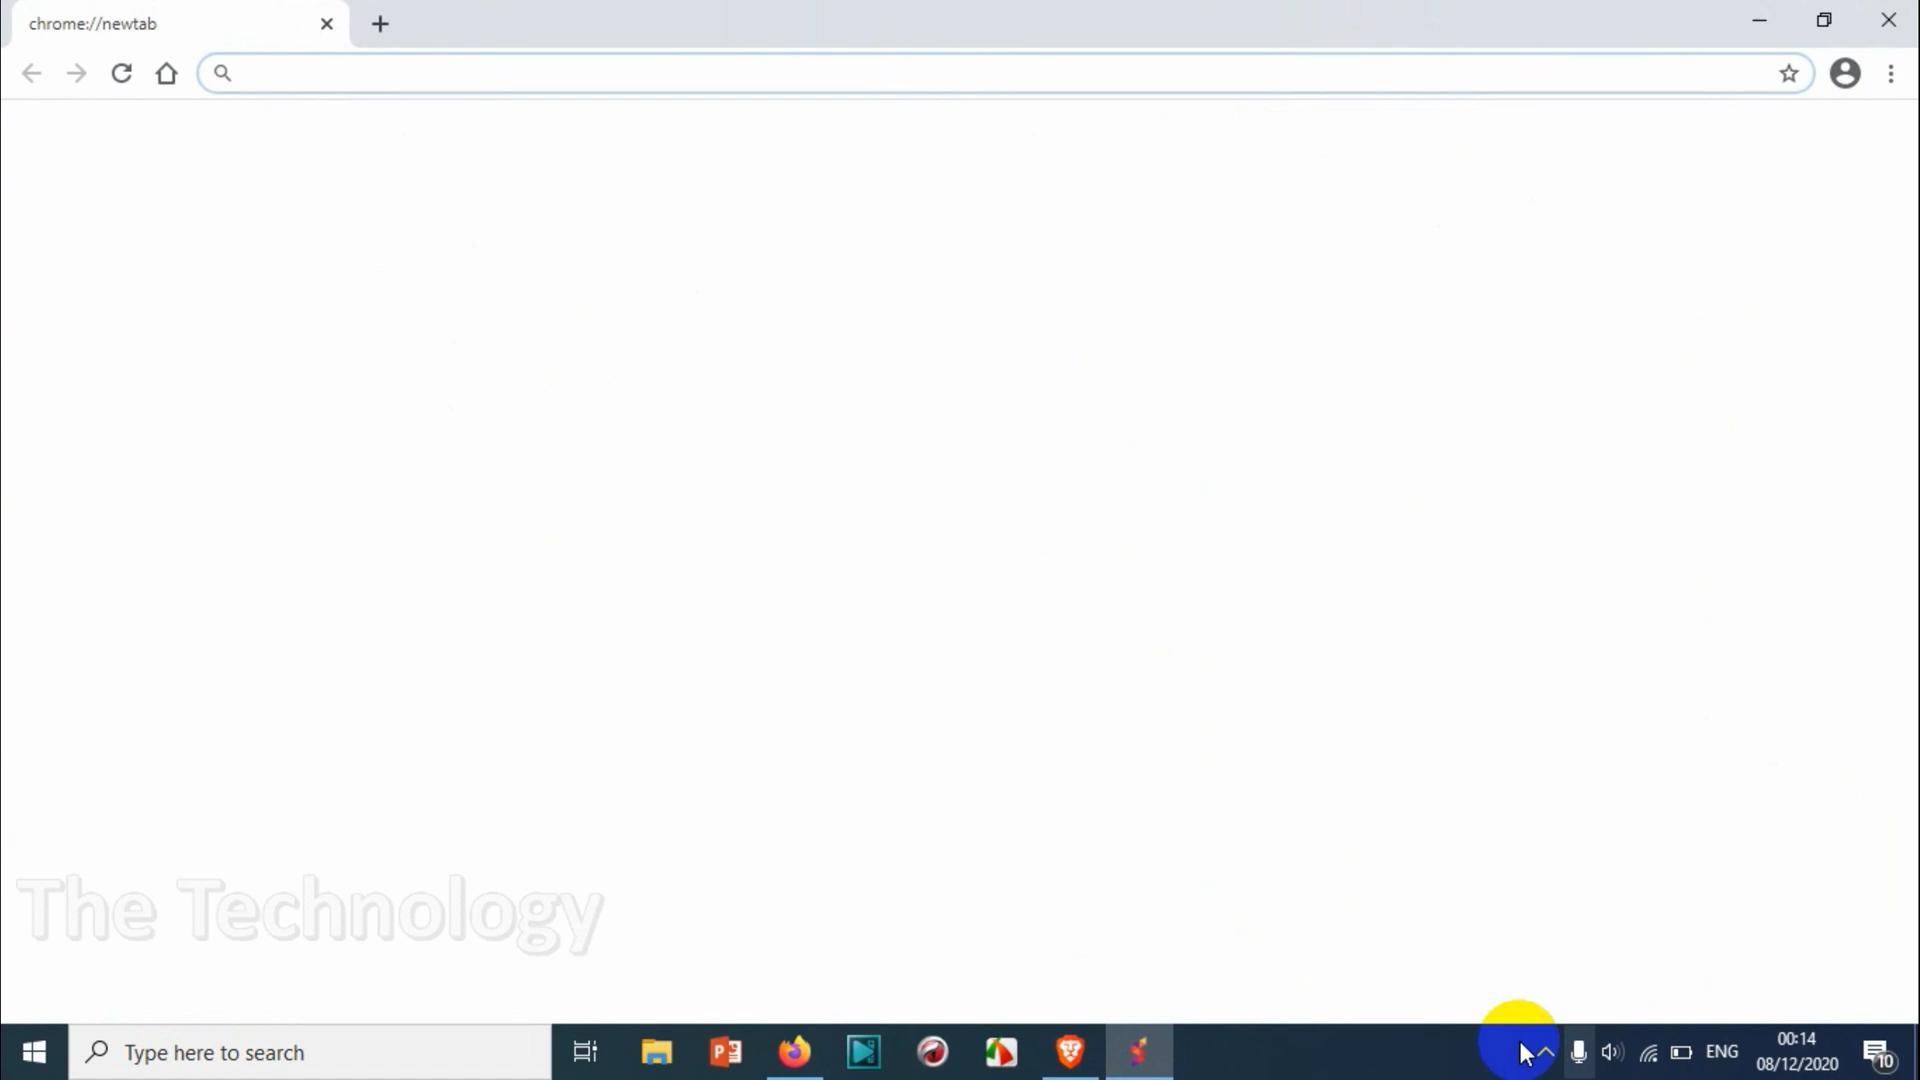 chrome://newtab
The Technology
Type here to search
ENG
00:14
08/12/2020
10